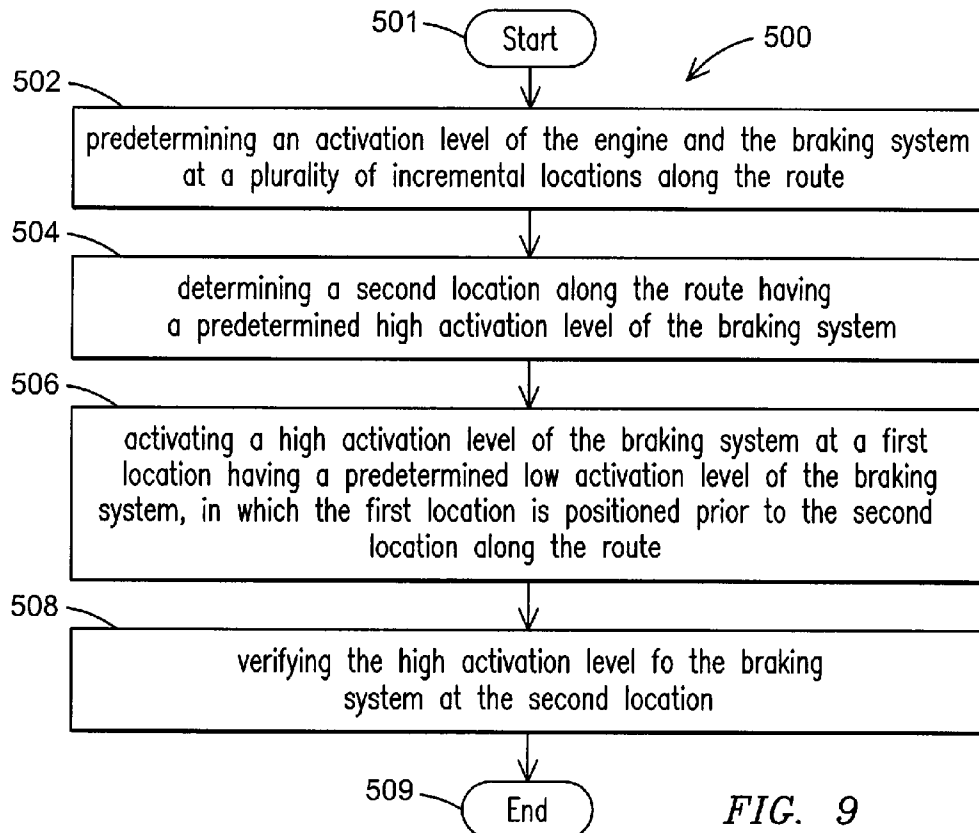 501
Start
500
502
predetermining an activation level of the engine and the braking system
at a plurality of incremental locations along the route
504
determining a second location along the route having
a predetermined high activation level of the braking system
506
activating a high activation level of the braking system at a first
location having a predetermined low activation level of the braking
system, in which the first location is positioned prior to the second
location along the route
508
verifying the high activation level fo the braking
system at the second location
509
End
FIG. 9